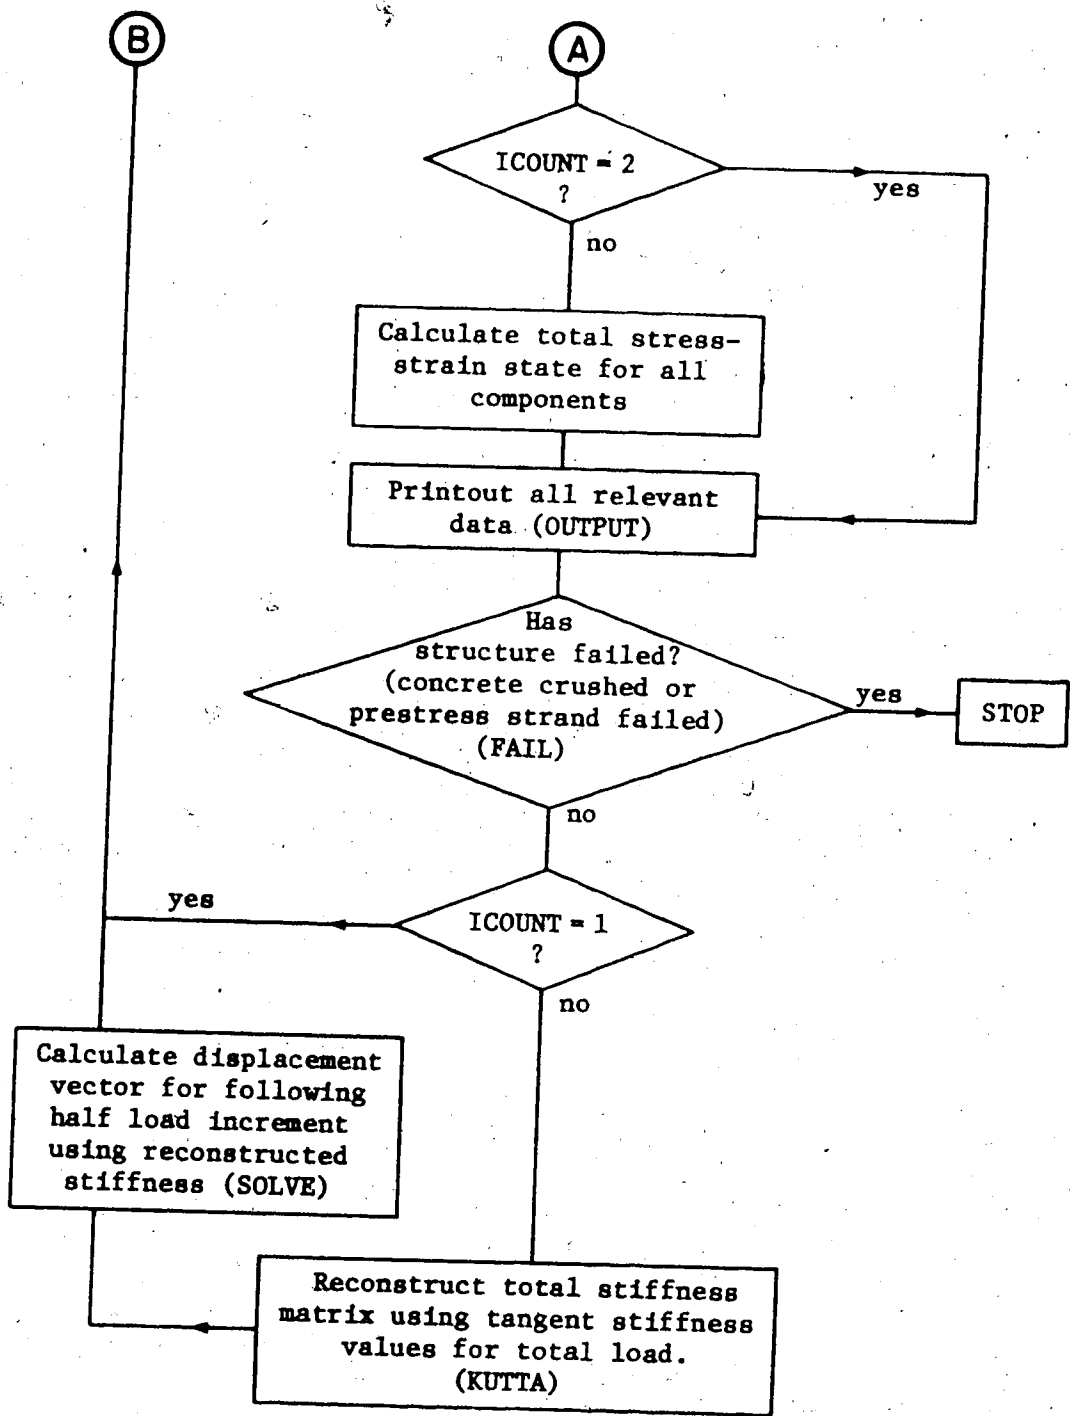 B
A
ICOUNT = 2
?
yes
no
Calculate total stress-
strain state for all
components
Printout all relevant
data (OUTPUT)
Has
structure failed?
(concrete crushed or
prestress strand failed)
(FAIL)
yes
STOP
no
yes
ICOUNT = 1
?
no
Calculate displacement
vector for following
half load increment
using reconstructed
stiffness (SOLVE)
Reconstruct total stiffness
matrix using tangent stiffness
values for total load.
(KUTTA)